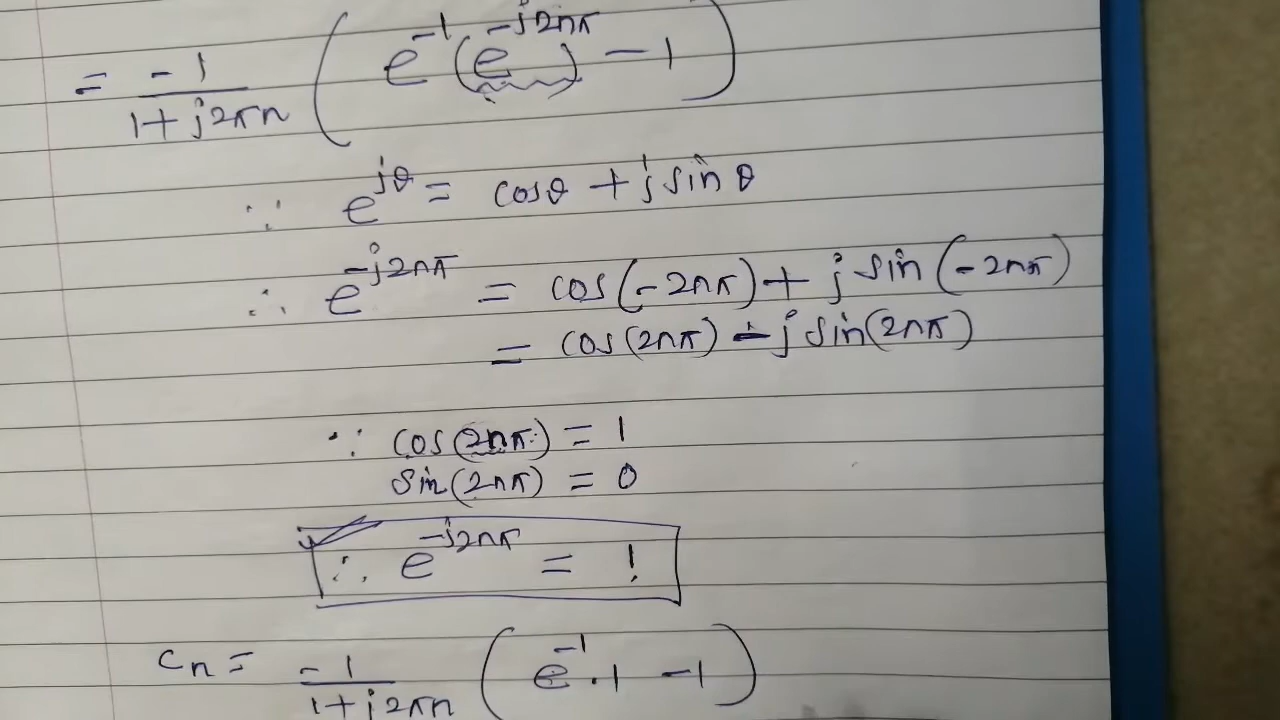 = -1/(1+j2πn) ( e^-1 (e^-j2nπ) - 1 )
∵ e^jθ = cosθ + j sin θ
∴ e^-j2nπ = cos(-2nπ) + j sin(-2nπ)
= cos(2nπ) - j sin(2nπ)
∵ cos(2nπ) = 1
sin(2nπ) = 0
∴ e^-j2nπ = 1
cn = -1/(1+j2πn) ( e^-1 . 1 - 1 )